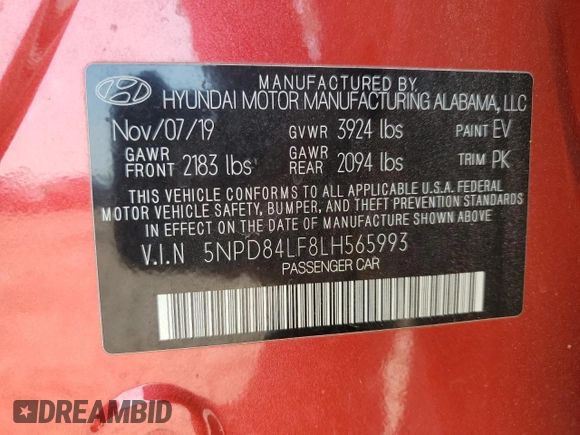 MANUFACTURED BY
HYUNDAI MOTOR MANUFACTURING ALABAMA, LLC
Nov/07/19 GVWR 3924 lbs PAINT EV
GAWR FRONT 2183 lbs GAWR REAR 2094 lbs TRIM PK
THIS VEHICLE CONFORMS TO ALL APPLICABLE U.S.A. FEDERAL
MOTOR VEHICLE SAFETY, BUMPER, AND THEFT PREVENTION STANDARDS
IN EFFECT ON THE DATE OF MANUFACTURE SHOWN ABOVE.
V.I.N 5NPD84LF8LH565993
PASSENGER CAR
DREAMBID